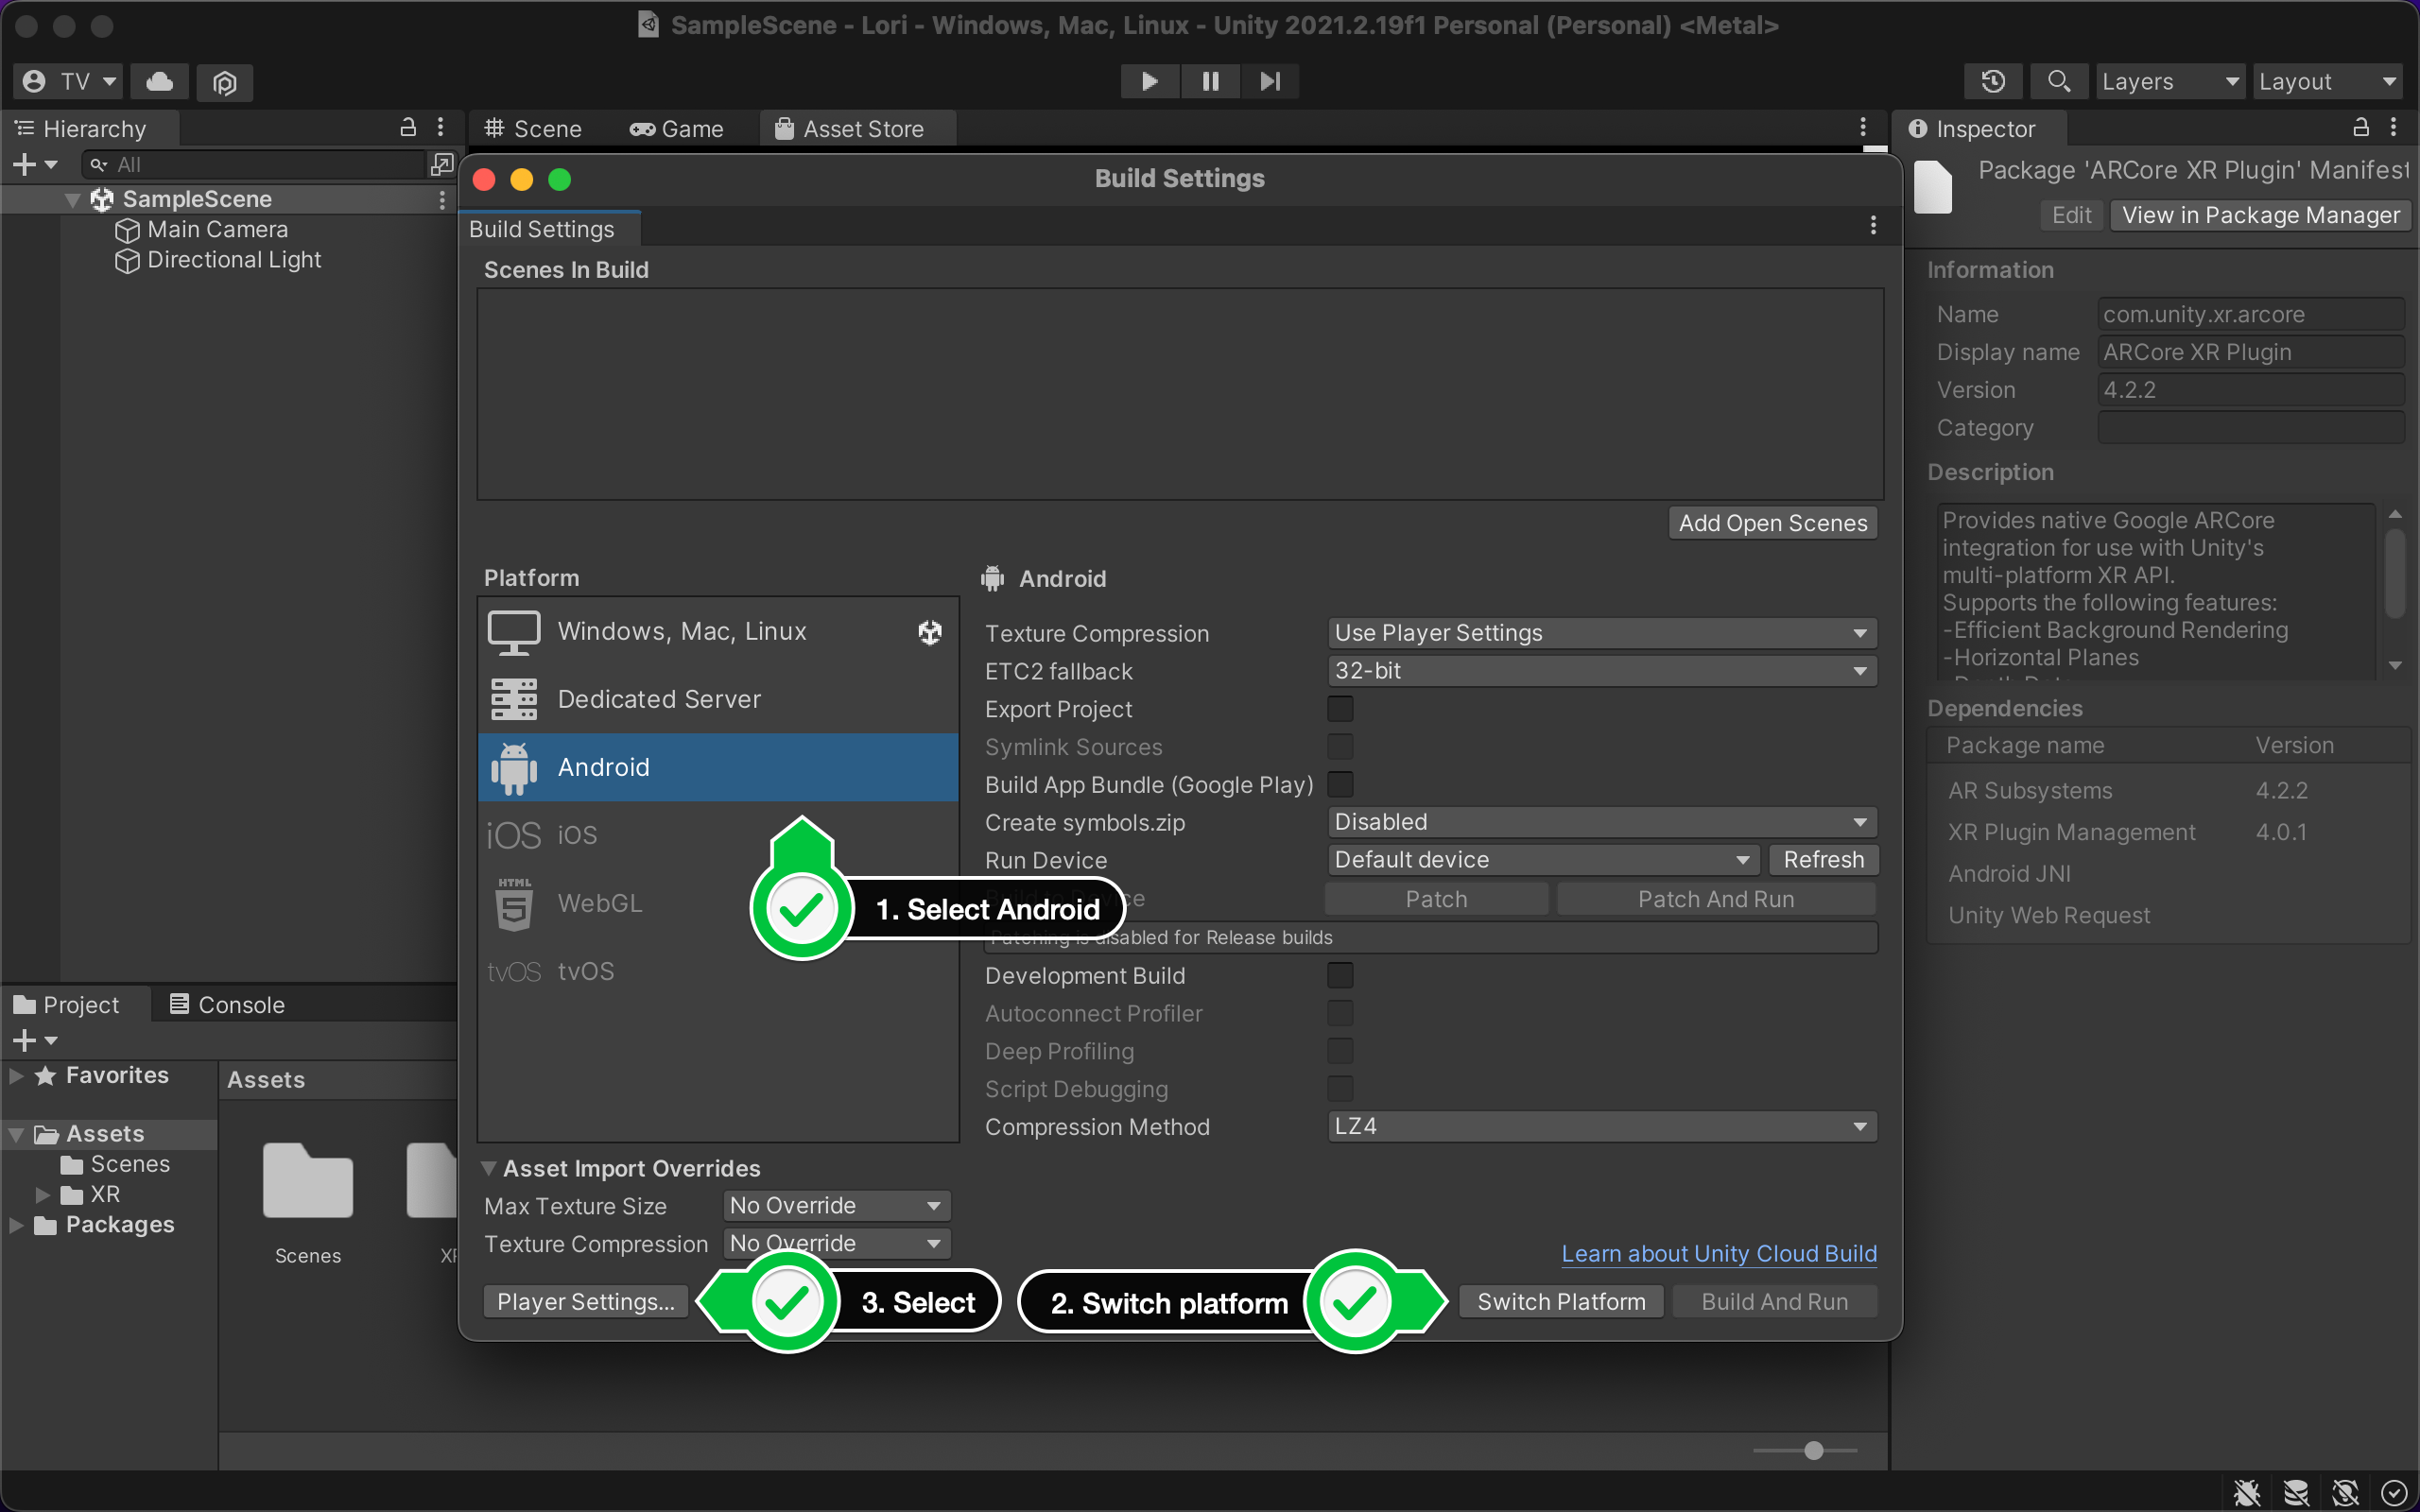 SampleScene - Lori - Windows, Mac, Linux - Unity 2021.2.19f1 Personal (Personal) <Metal>
TV
Layers
Layout
Hierarchy
Scene
Game
Asset Store
Inspector
All
SampleScene
Main Camera
Directional Light
Build Settings
Build Settings
Scenes In Build
Add Open Scenes
Platform
Windows, Mac, Linux
Dedicated Server
Android
iOS iOS
HTML
5
WebGL
tvOS tvOS
Android
Texture Compression Use Player Settings
ETC2 fallback 32-bit
Export Project
Symlink Sources
Build App Bundle (Google Play)
Create symbols.zip Disabled
Run Device Default device Refresh
Patch Patch And Run
1. Select Android
Patching is disabled for Release builds
Development Build
Autoconnect Profiler
Deep Profiling
Script Debugging
Compression Method LZ4
Asset Import Overrides
Max Texture Size No Override
Texture Compression No Override
Learn about Unity Cloud Build
Player Settings...
3. Select
2. Switch platform
Switch Platform
Build And Run
Package 'ARCore XR Plugin' Manifest
Edit View in Package Manager
Information
Name com.unity.xr.arcore
Display name ARCore XR Plugin
Version 4.2.2
Category
Description
Provides native Google ARCore
integration for use with Unity's
multi-platform XR API.
Supports the following features:
-Efficient Background Rendering
-Horizontal Planes
Dependencies
Package name Version
AR Subsystems 4.2.2
XR Plugin Management 4.0.1
Android JNI
Unity Web Request
Project
Console
Favorites
Assets
Scenes
XR
Packages
Assets
Scenes